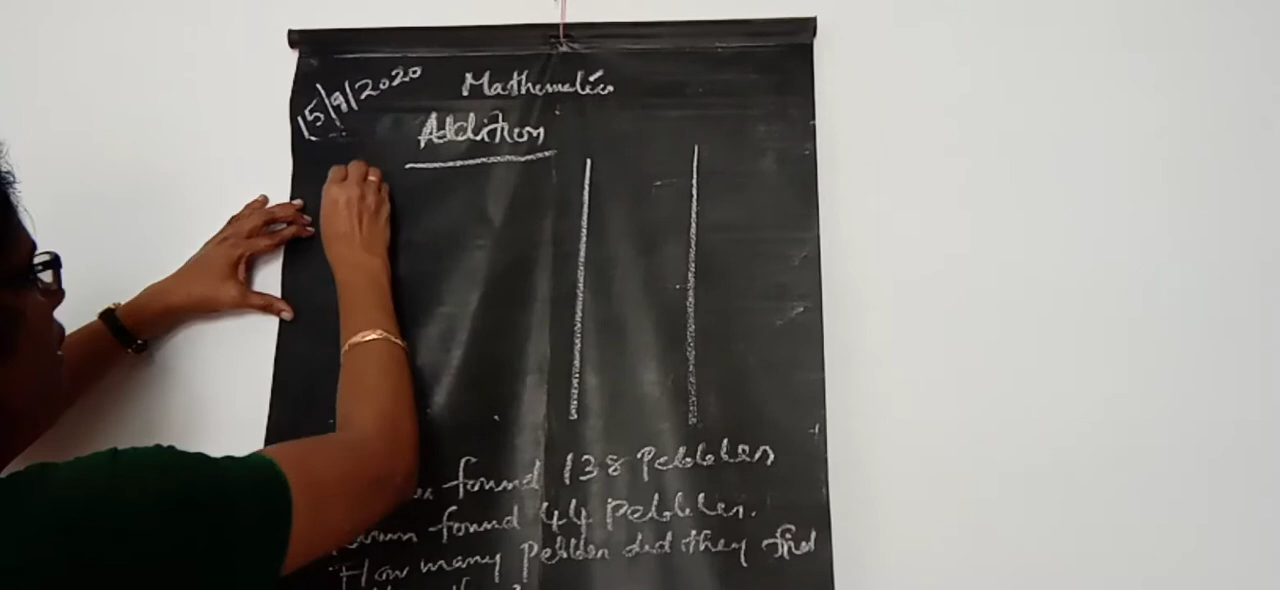 15/9/2020
Mathematics
Addition
found 138 Pebbles
found 44 Pebbles.
How many Pebbles did they find